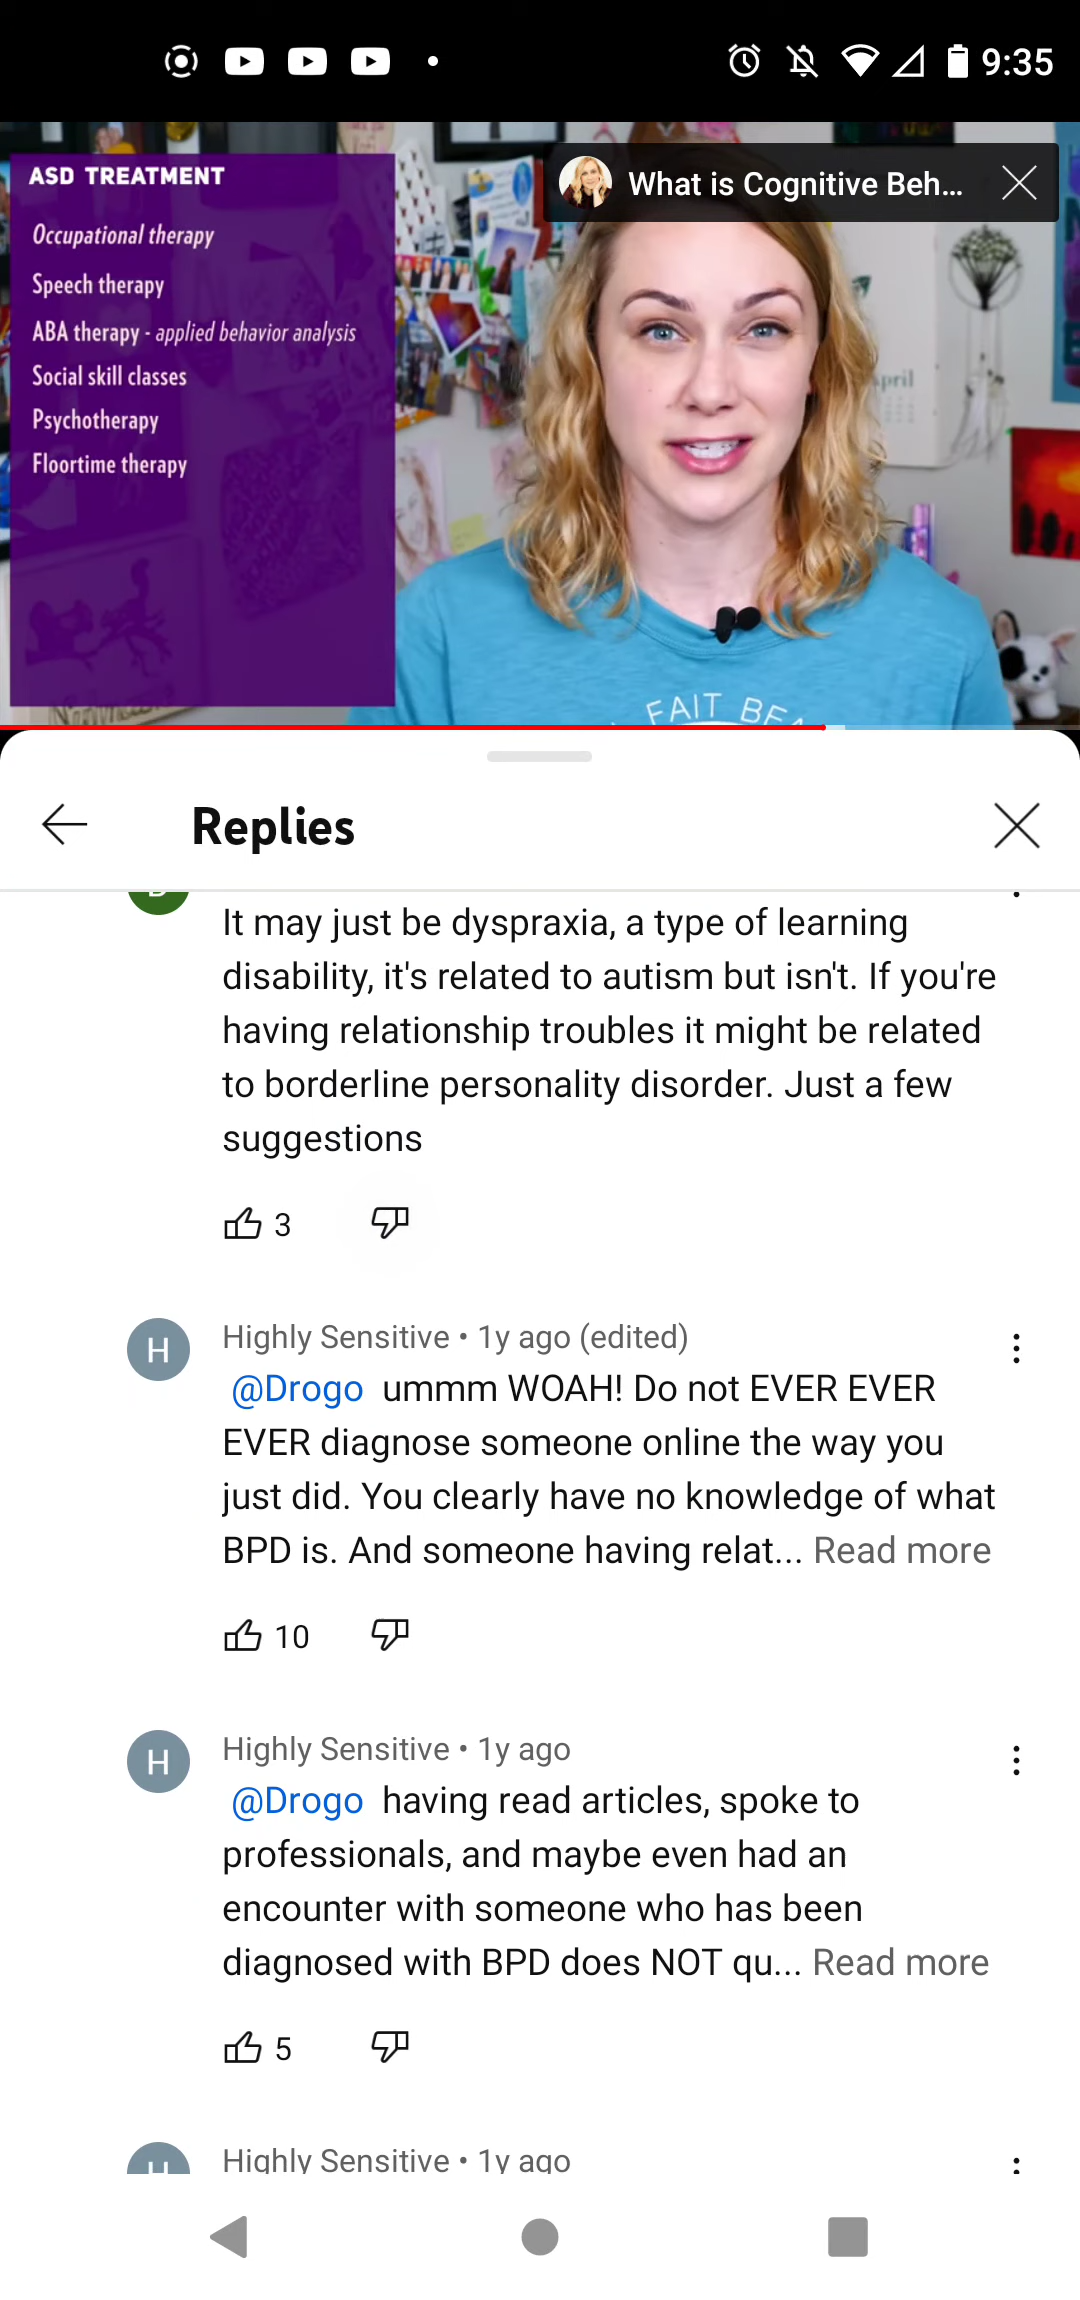 9:35
ASD TREATMENT
What is Cognitive Beh...
Occupational therapy
Speech therapy
ABA therapy - applied behavior analysis
Social skill classes
Psychotherapy
Floortime therapy
April
FAIT BEA
Replies
It may just be dyspraxia, a type of learning
disability, it's related to autism but isn't. If you're
having relationship troubles it might be related
to borderline personality disorder. Just a few
suggestions
3
H
Highly Sensitive • 1y ago (edited)
@Drogo ummm WOAH! Do not EVER EVER
EVER diagnose someone online the way you
just did. You clearly have no knowledge of what
BPD is. And someone having relat... Read more
10
H
Highly Sensitive • 1y ago
@Drogo having read articles, spoke to
professionals, and maybe even had an
encounter with someone who has been
diagnosed with BPD does NOT qu... Read more
5
H
Highly Sensitive • 1y ago